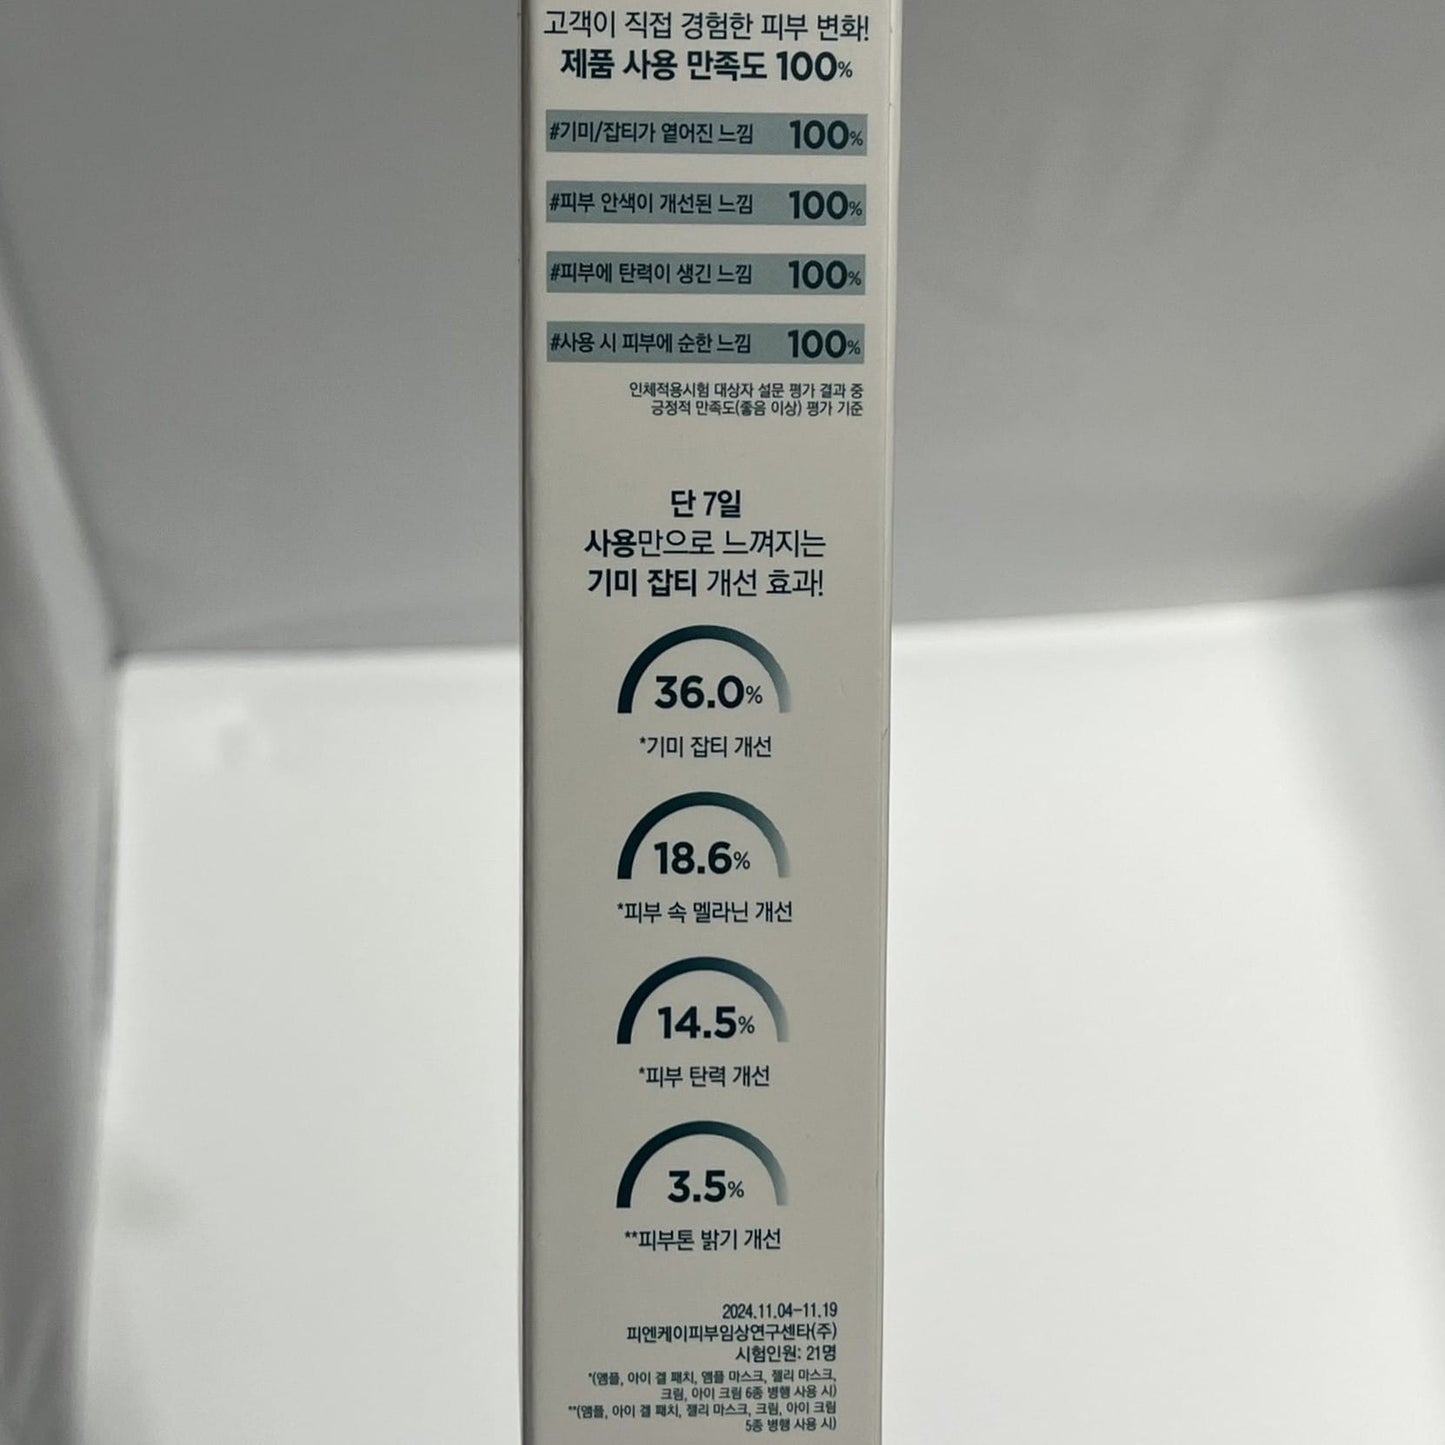 고객이 직접 경험한 피부 변화!
제품 사용 만족도 100%
#기미/잡티가 옅어진 느낌 100%
#피부 안색이 개선된 느낌 100%
#피부에 탄력이 생긴 느낌 100%
#사용 시 피부에 순한 느낌 100%
인체적용시험 대상자 설문 평가 결과 중
긍정적 만족도(좋음 이상) 평가 기준
단 7일
사용만으로 느껴지는
기미 잡티 개선 효과!
36.0%
*기미 잡티 개선
18.6%
*피부 속 멜라닌 개선
14.5%
*피부 탄력 개선
3.5%
**피부톤 밝기 개선
2024.11.04-11.19
피엔케이피부임상연구센타(주)
시험인원: 21명
*(앰플, 아이 겔 패치, 앰플 마스크, 젤리 마스크,
크림, 아이 크림 6종 병행 사용 시)
**(앰플, 아이 겔 패치, 젤리 마스크, 크림, 아이 크림
5종 병행 사용 시)